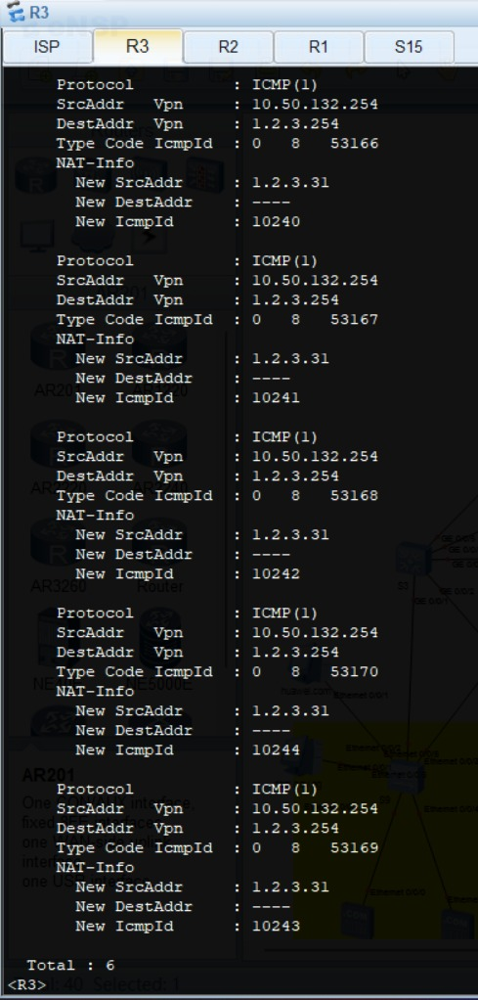 R3
ISP R3 R2 R1 S15
Protocol : ICMP(1)
SrcAddr Vpn : 10.50.132.254
DestAddr Vpn : 1.2.3.254
Type Code IcmpId : 0 8 53166
NAT-Info
New SrcAddr : 1.2.3.31
New DestAddr : ----
New IcmpId : 10240
Protocol : ICMP(1)
SrcAddr Vpn : 10.50.132.254
DestAddr Vpn : 1.2.3.254
Type Code IcmpId : 0 8 53167
NAT-Info
New SrcAddr : 1.2.3.31
New DestAddr : ----
New IcmpId : 10241
Protocol : ICMP(1)
SrcAddr Vpn : 10.50.132.254
DestAddr Vpn : 1.2.3.254
Type Code IcmpId : 0 8 53168
NAT-Info
New SrcAddr : 1.2.3.31
New DestAddr : ----
New IcmpId : 10242
Protocol : ICMP(1)
SrcAddr Vpn : 10.50.132.254
DestAddr Vpn : 1.2.3.254
Type Code IcmpId : 0 8 53170
NAT-Info
New SrcAddr : 1.2.3.31
New DestAddr : ----
New IcmpId : 10244
Protocol : ICMP(1)
SrcAddr Vpn : 10.50.132.254
DestAddr Vpn : 1.2.3.254
Type Code IcmpId : 0 8 53169
NAT-Info
New SrcAddr : 1.2.3.31
New DestAddr : ----
New IcmpId : 10243
Total : 6
<R3>